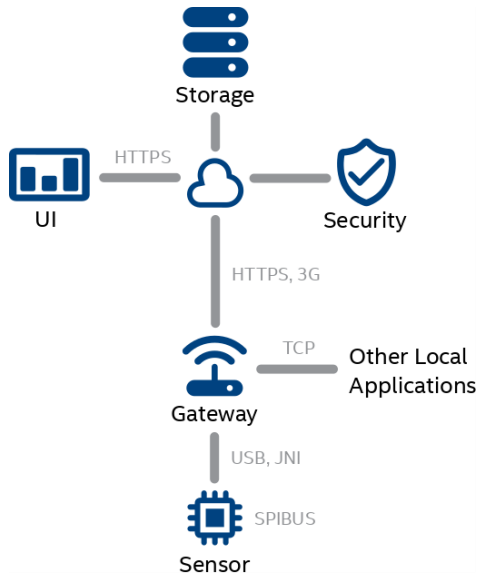 Storage
HTTPS
UI
Security
HTTPS, 3G
TCP
Other Local
Applications
Gateway
USB, JNI
SPIBUS
Sensor